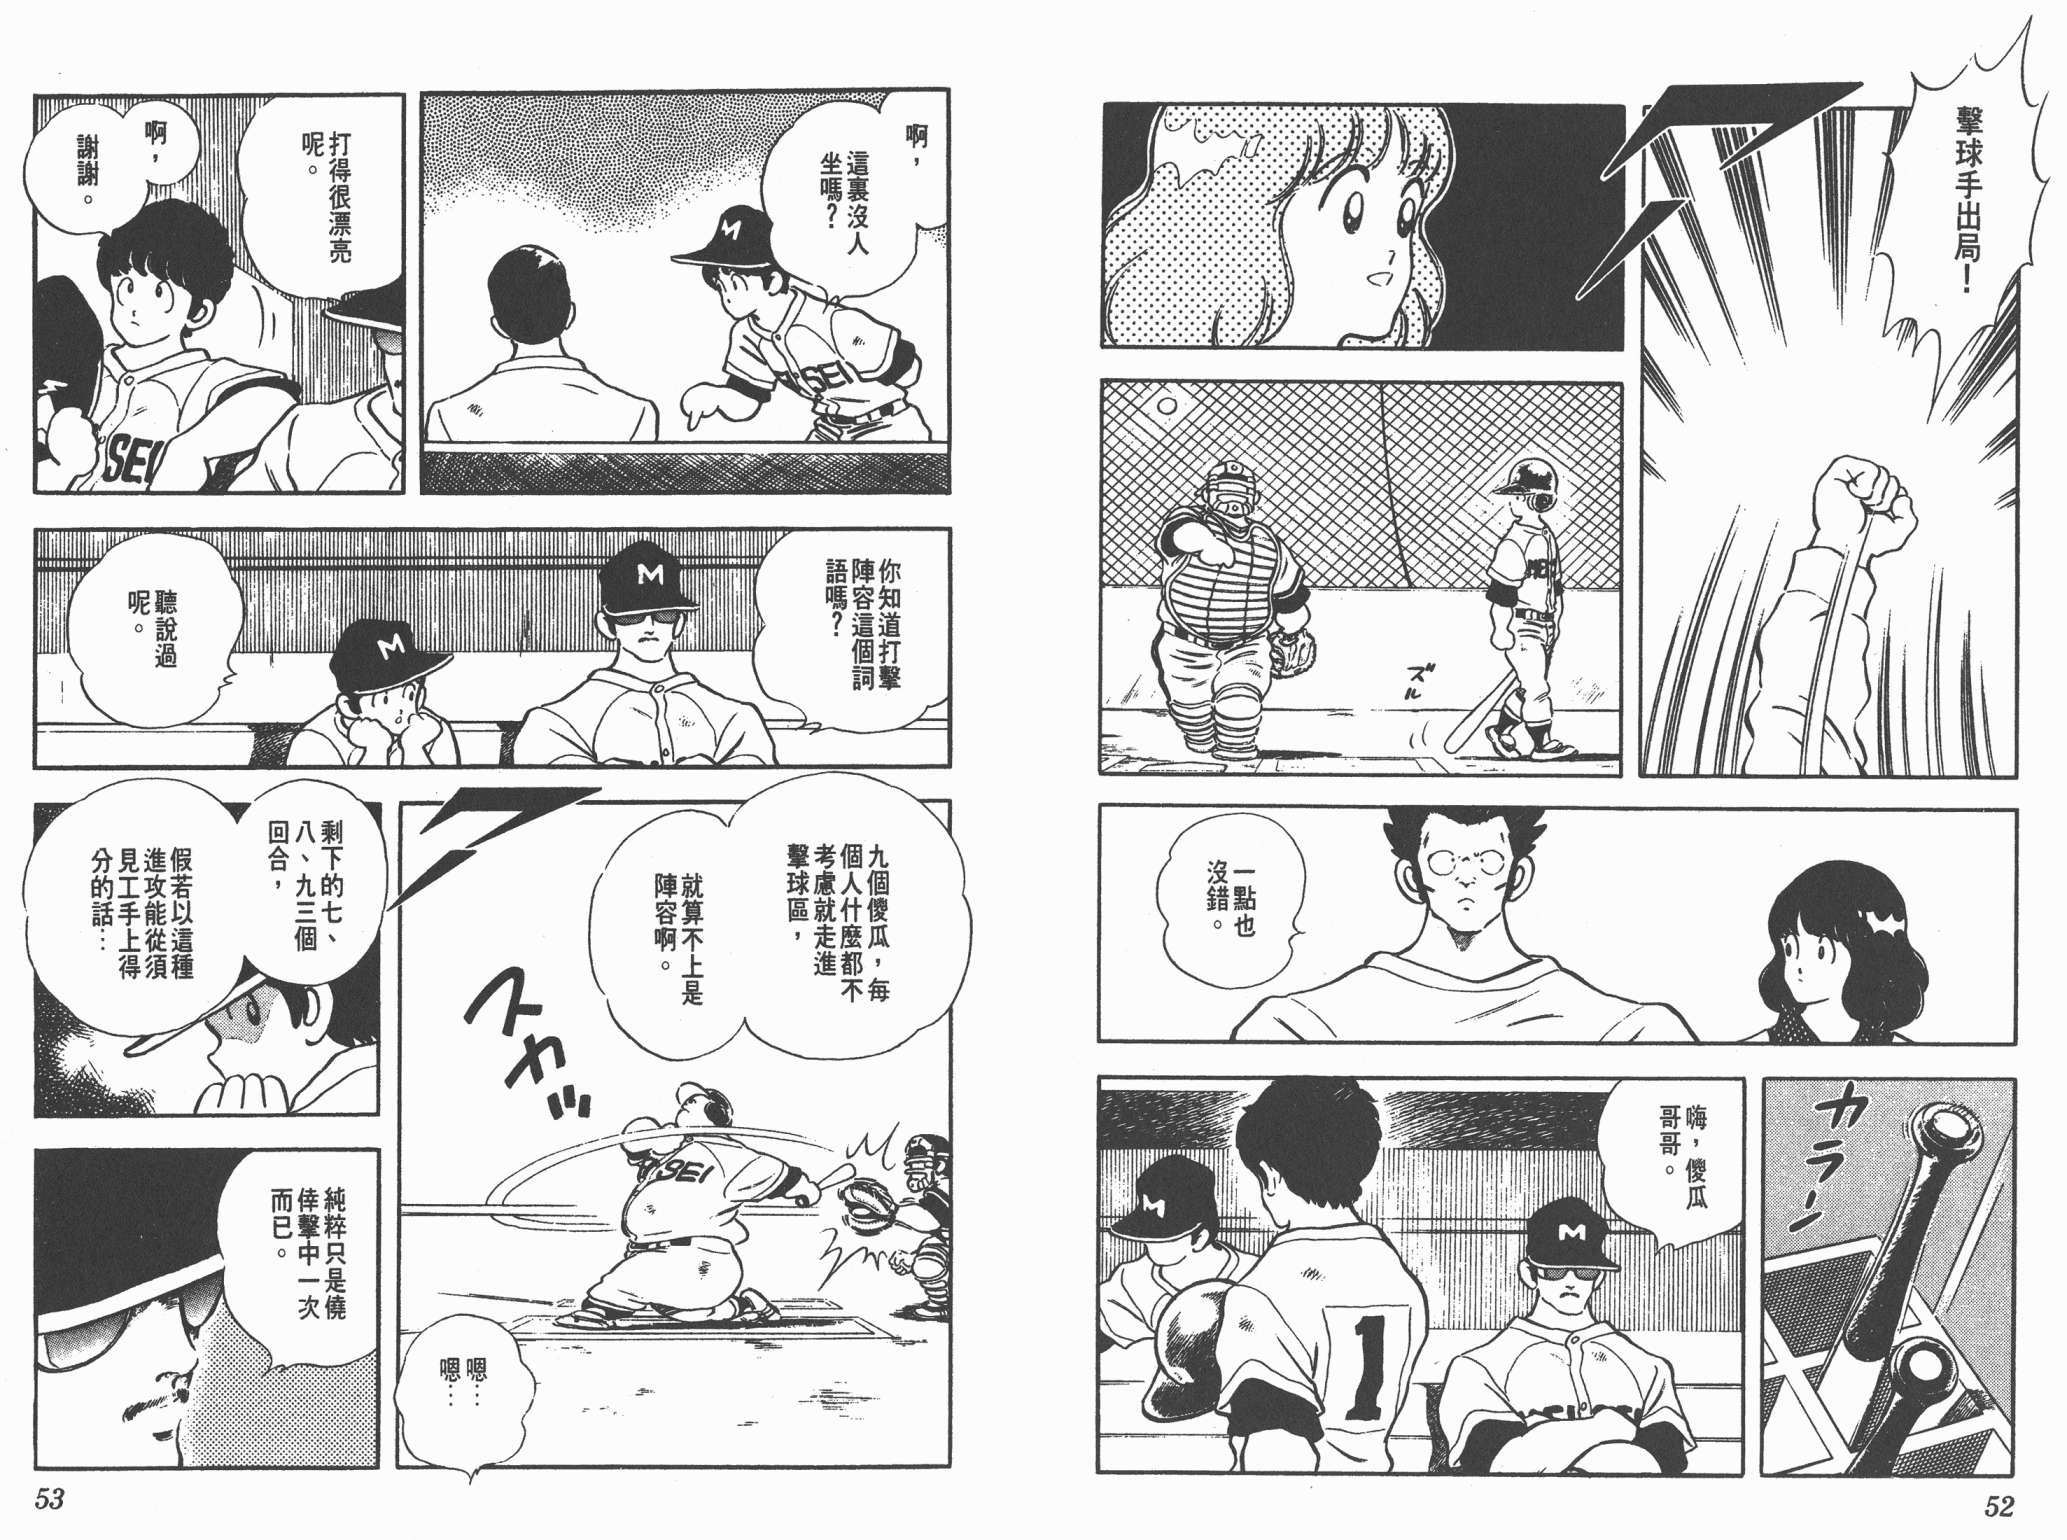 擊球手出局！
MEI
ズル
一點也
沒錯。
カラーン
嗨，傻瓜
哥哥。
M
1
M
52
啊，
這裏沒人
坐嗎？
M
SEI
打得很漂亮
呢。
啊，
謝謝。
SEI
你知道打擊
陣容這個詞
語嗎？
M
M
聽說過
呢。
九個傻瓜，每
個人什麼都不
考慮就走進
擊球區，
就算不上是
陣容啊。
スカッ
SEI
嗯…
嗯…
剩下的七、
八、九三個
回合，
假若以這種
進攻能從須
見工手上得
分的話…
純粹只是僥
倖擊中一次
而已。
53